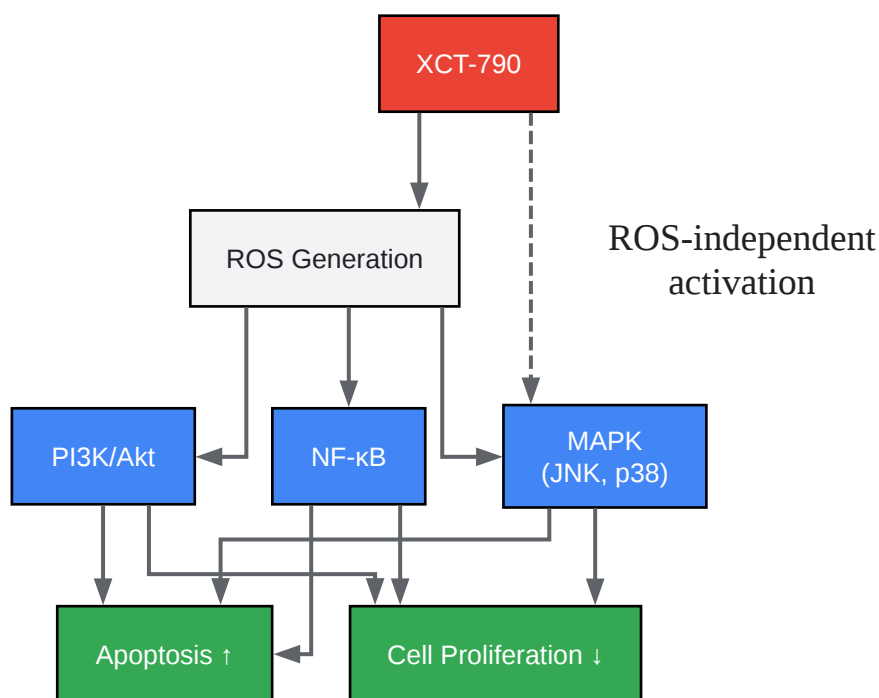 XCT-790
ROS Generation
ROS-independent
activation
PI3K/Akt
NF-κB
MAPK
(JNK, p38)
Apoptosis ↑
Cell Proliferation ↓